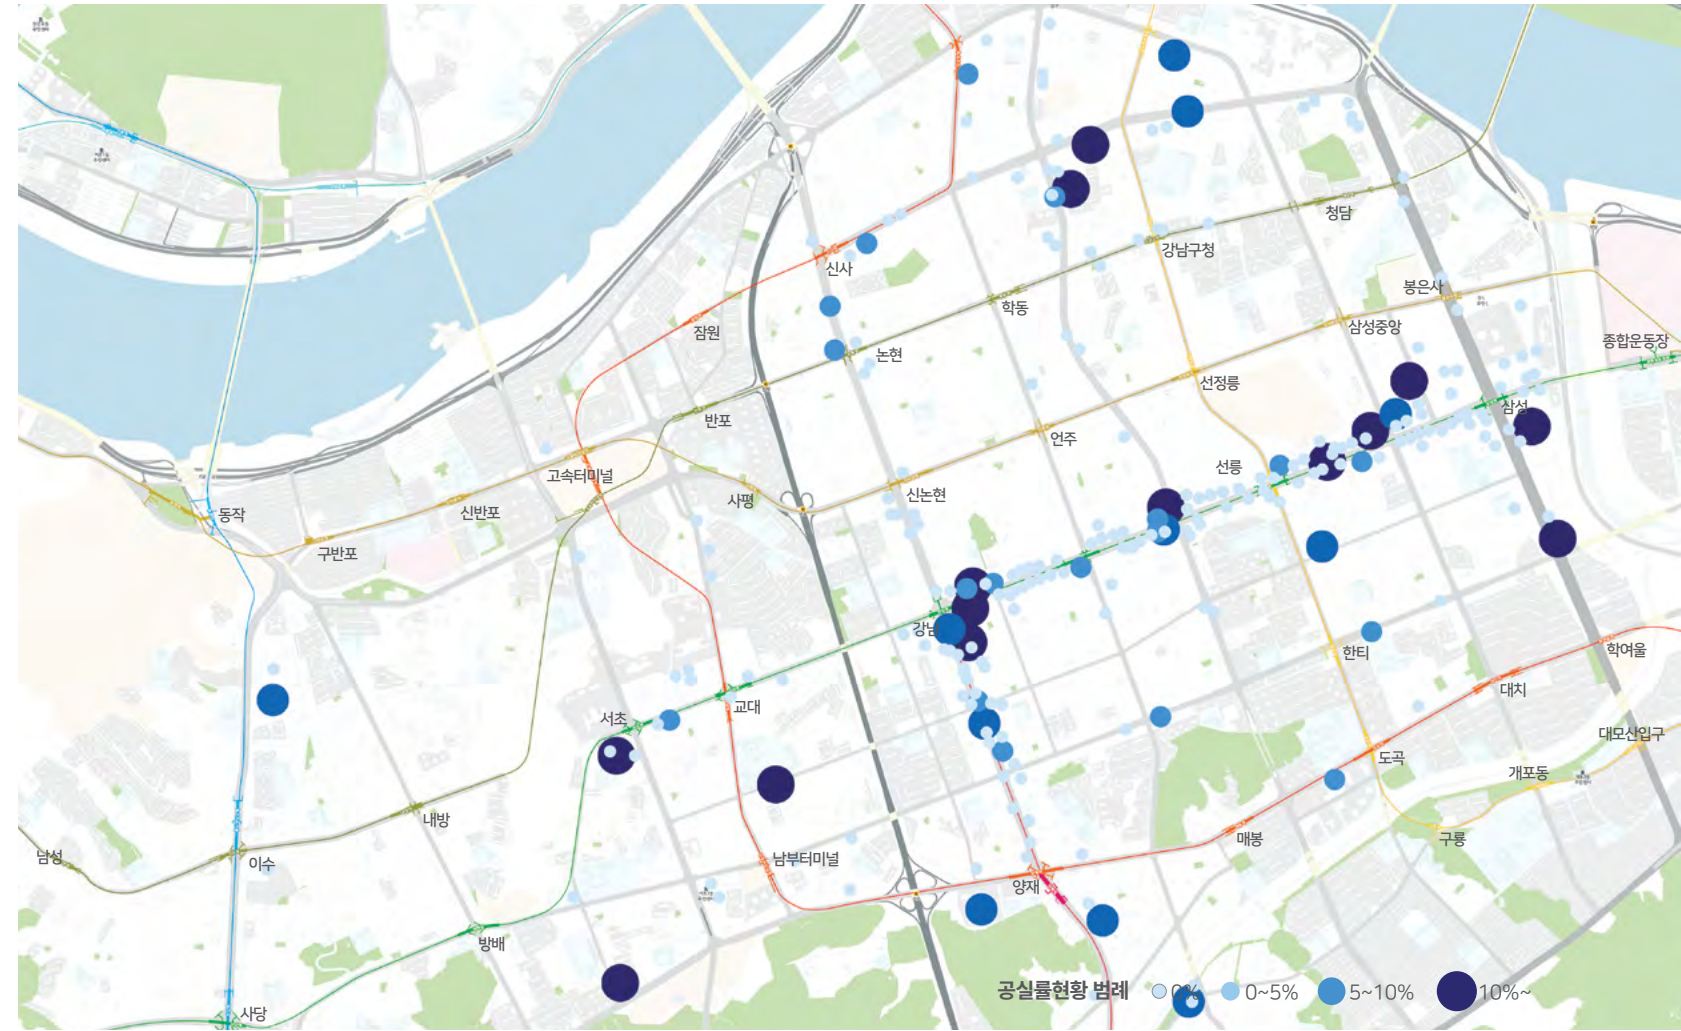 신사
청담
강남구청
학동
봉은사
잠원
논현
삼성중앙
종합운동장
선정릉
반포
삼성
언주
고속터미널
선릉
사평
신논현
신반포
동작
구반포
강남
한티
학여울
대치
교대
서초
대모산입구
도곡
개포동
내방
매봉
구룡
남성
이수
남부터미널
양재
방배
공실률현황 범례 0% 0~5% 5~10% 10%~
사당